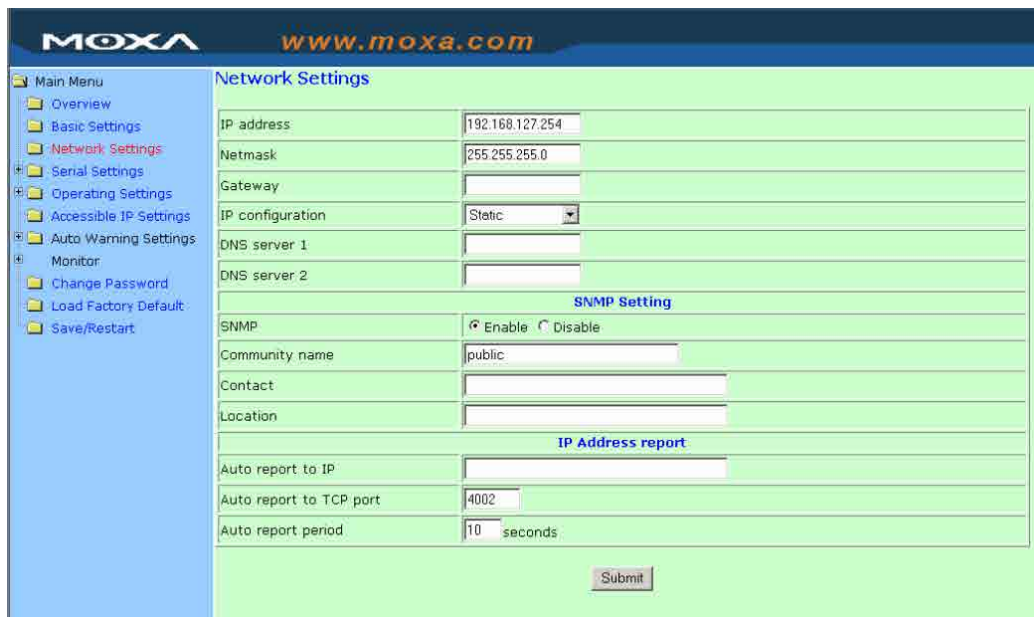 MOXA www.moxa.com
Main Menu
Overview
Basic Settings
Network Settings
Serial Settings
Operating Settings
Accessible IP Settings
Auto Warning Settings
Monitor
Change Password
Load Factory Default
Save/Restart
Network Settings
IP address 192.168.127.254
Netmask 255.255.255.0
Gateway
IP configuration Static
DNS server 1
DNS server 2
SNMP Setting
SNMP Enable Disable
Community name public
Contact
Location
IP Address report
Auto report to IP
Auto report to TCP port 4002
Auto report period 10 seconds
Submit